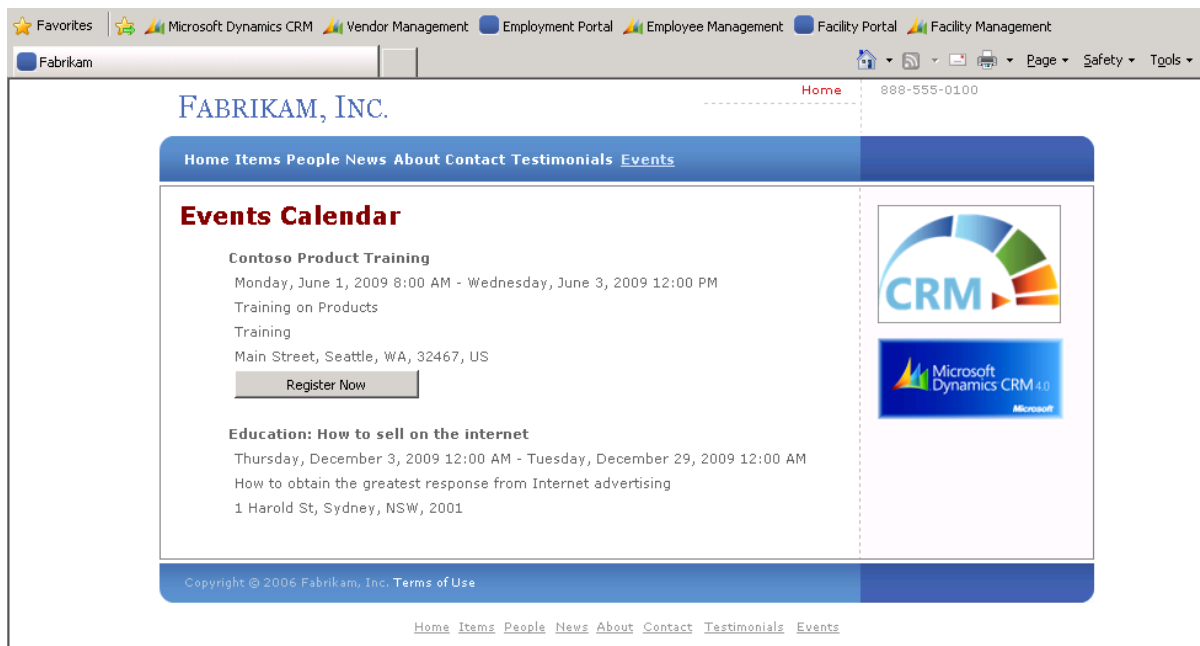 Favorites Microsoft Dynamics CRM Vendor Management Employment Portal Employee Management Facility Portal Facility Management
Fabrikam Page Safety Tools
FABRIKAM, INC. Home 888-555-0100
Home Items People News About Contact Testimonials Events
Events Calendar
Contoso Product Training
Monday, June 1, 2009 8:00 AM - Wednesday, June 3, 2009 12:00 PM
Training on Products
Training
Main Street, Seattle, WA, 32467, US
Register Now
Education: How to sell on the internet
Thursday, December 3, 2009 12:00 AM - Tuesday, December 29, 2009 12:00 AM
How to obtain the greatest response from Internet advertising
1 Harold St, Sydney, NSW, 2001
CRM
Microsoft
Dynamics CRM 4.0
Microsoft
Copyright © 2006 Fabrikam, Inc. Terms of Use
Home Items People News About Contact Testimonials Events